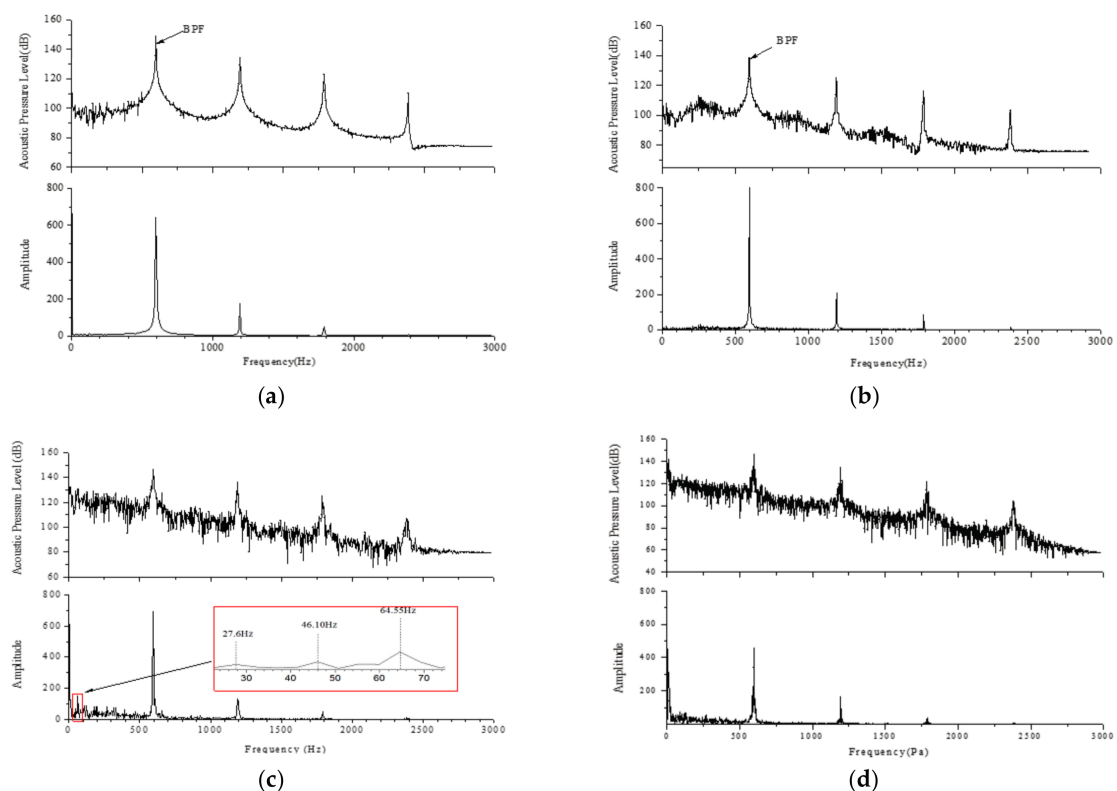 160
140
120
100
80
60
Acoustic Pressure Level(dB)
BPF
800
600
400
200
0
Amplitude
0 1000 2000 3000
Frequency(Hz)
(a)
160
140
120
100
80
Acoustic Pressure Level(dB)
BPF
800
600
400
200
0
Amplitude
0 500 1000 1500 2000 2500 3000
Frequency(Hz)
(b)
160
140
120
100
80
60
Acoustic Pressure Level (dB)
800
600
400
200
0
Amplitude
27.6Hz 46.10Hz 64.55Hz
30 40 50 60 70
0 500 1000 1500 2000 2500 3000
Frequency (Hz)
(c)
160
140
120
100
80
60
40
Acoustic Pressure Level(dB)
800
600
400
200
Amplitude
0 500 1000 1500 2000 2500 3000
Frequency(Pa)
(d)